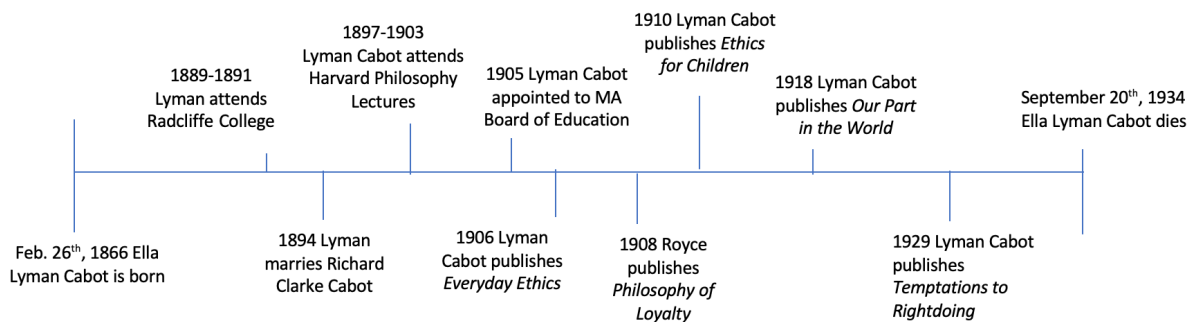 1889-1891
Lyman attends
Radcliffe College
1897-1903
Lyman Cabot attends
Harvard Philosophy
Lectures
1905 Lyman Cabot
appointed to MA
Board of Education
1910 Lyman Cabot
publishes Ethics
for Children
1918 Lyman Cabot
publishes Our Part
in the World
September 20th, 1934
Ella Lyman Cabot dies
Feb. 26th, 1866 Ella
Lyman Cabot is born
1894 Lyman
marries Richard
Clarke Cabot
1906 Lyman
Cabot publishes
Everyday Ethics
1908 Royce
publishes
Philosophy of
Loyalty
1929 Lyman Cabot
publishes
Temptations to
Rightdoing